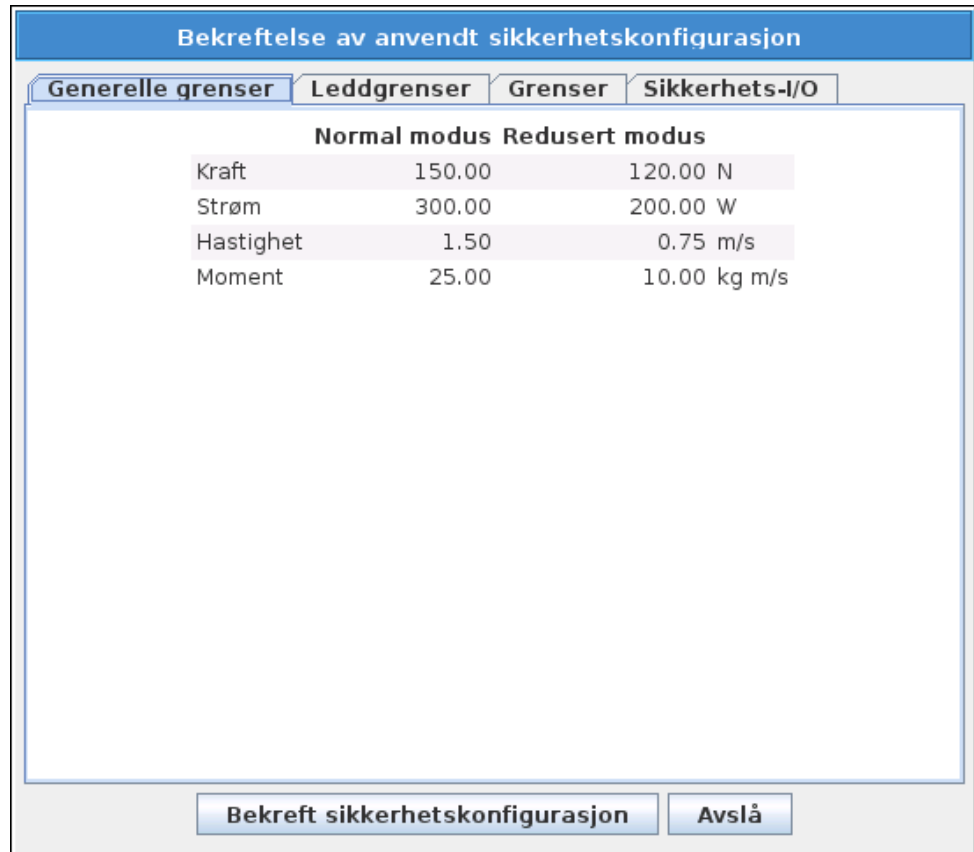 Bekreftelse av anvendt sikkerhetskonfigurasjon
Generelle grenser Leddgrenser Grenser Sikkerhets-I/O
Normal modus Redusert modus
Kraft 150.00 120.00 N
Strøm 300.00 200.00 W
Hastighet 1.50 0.75 m/s
Moment 25.00 10.00 kg m/s
Bekreft sikkerhetskonfigurasjon Avslå